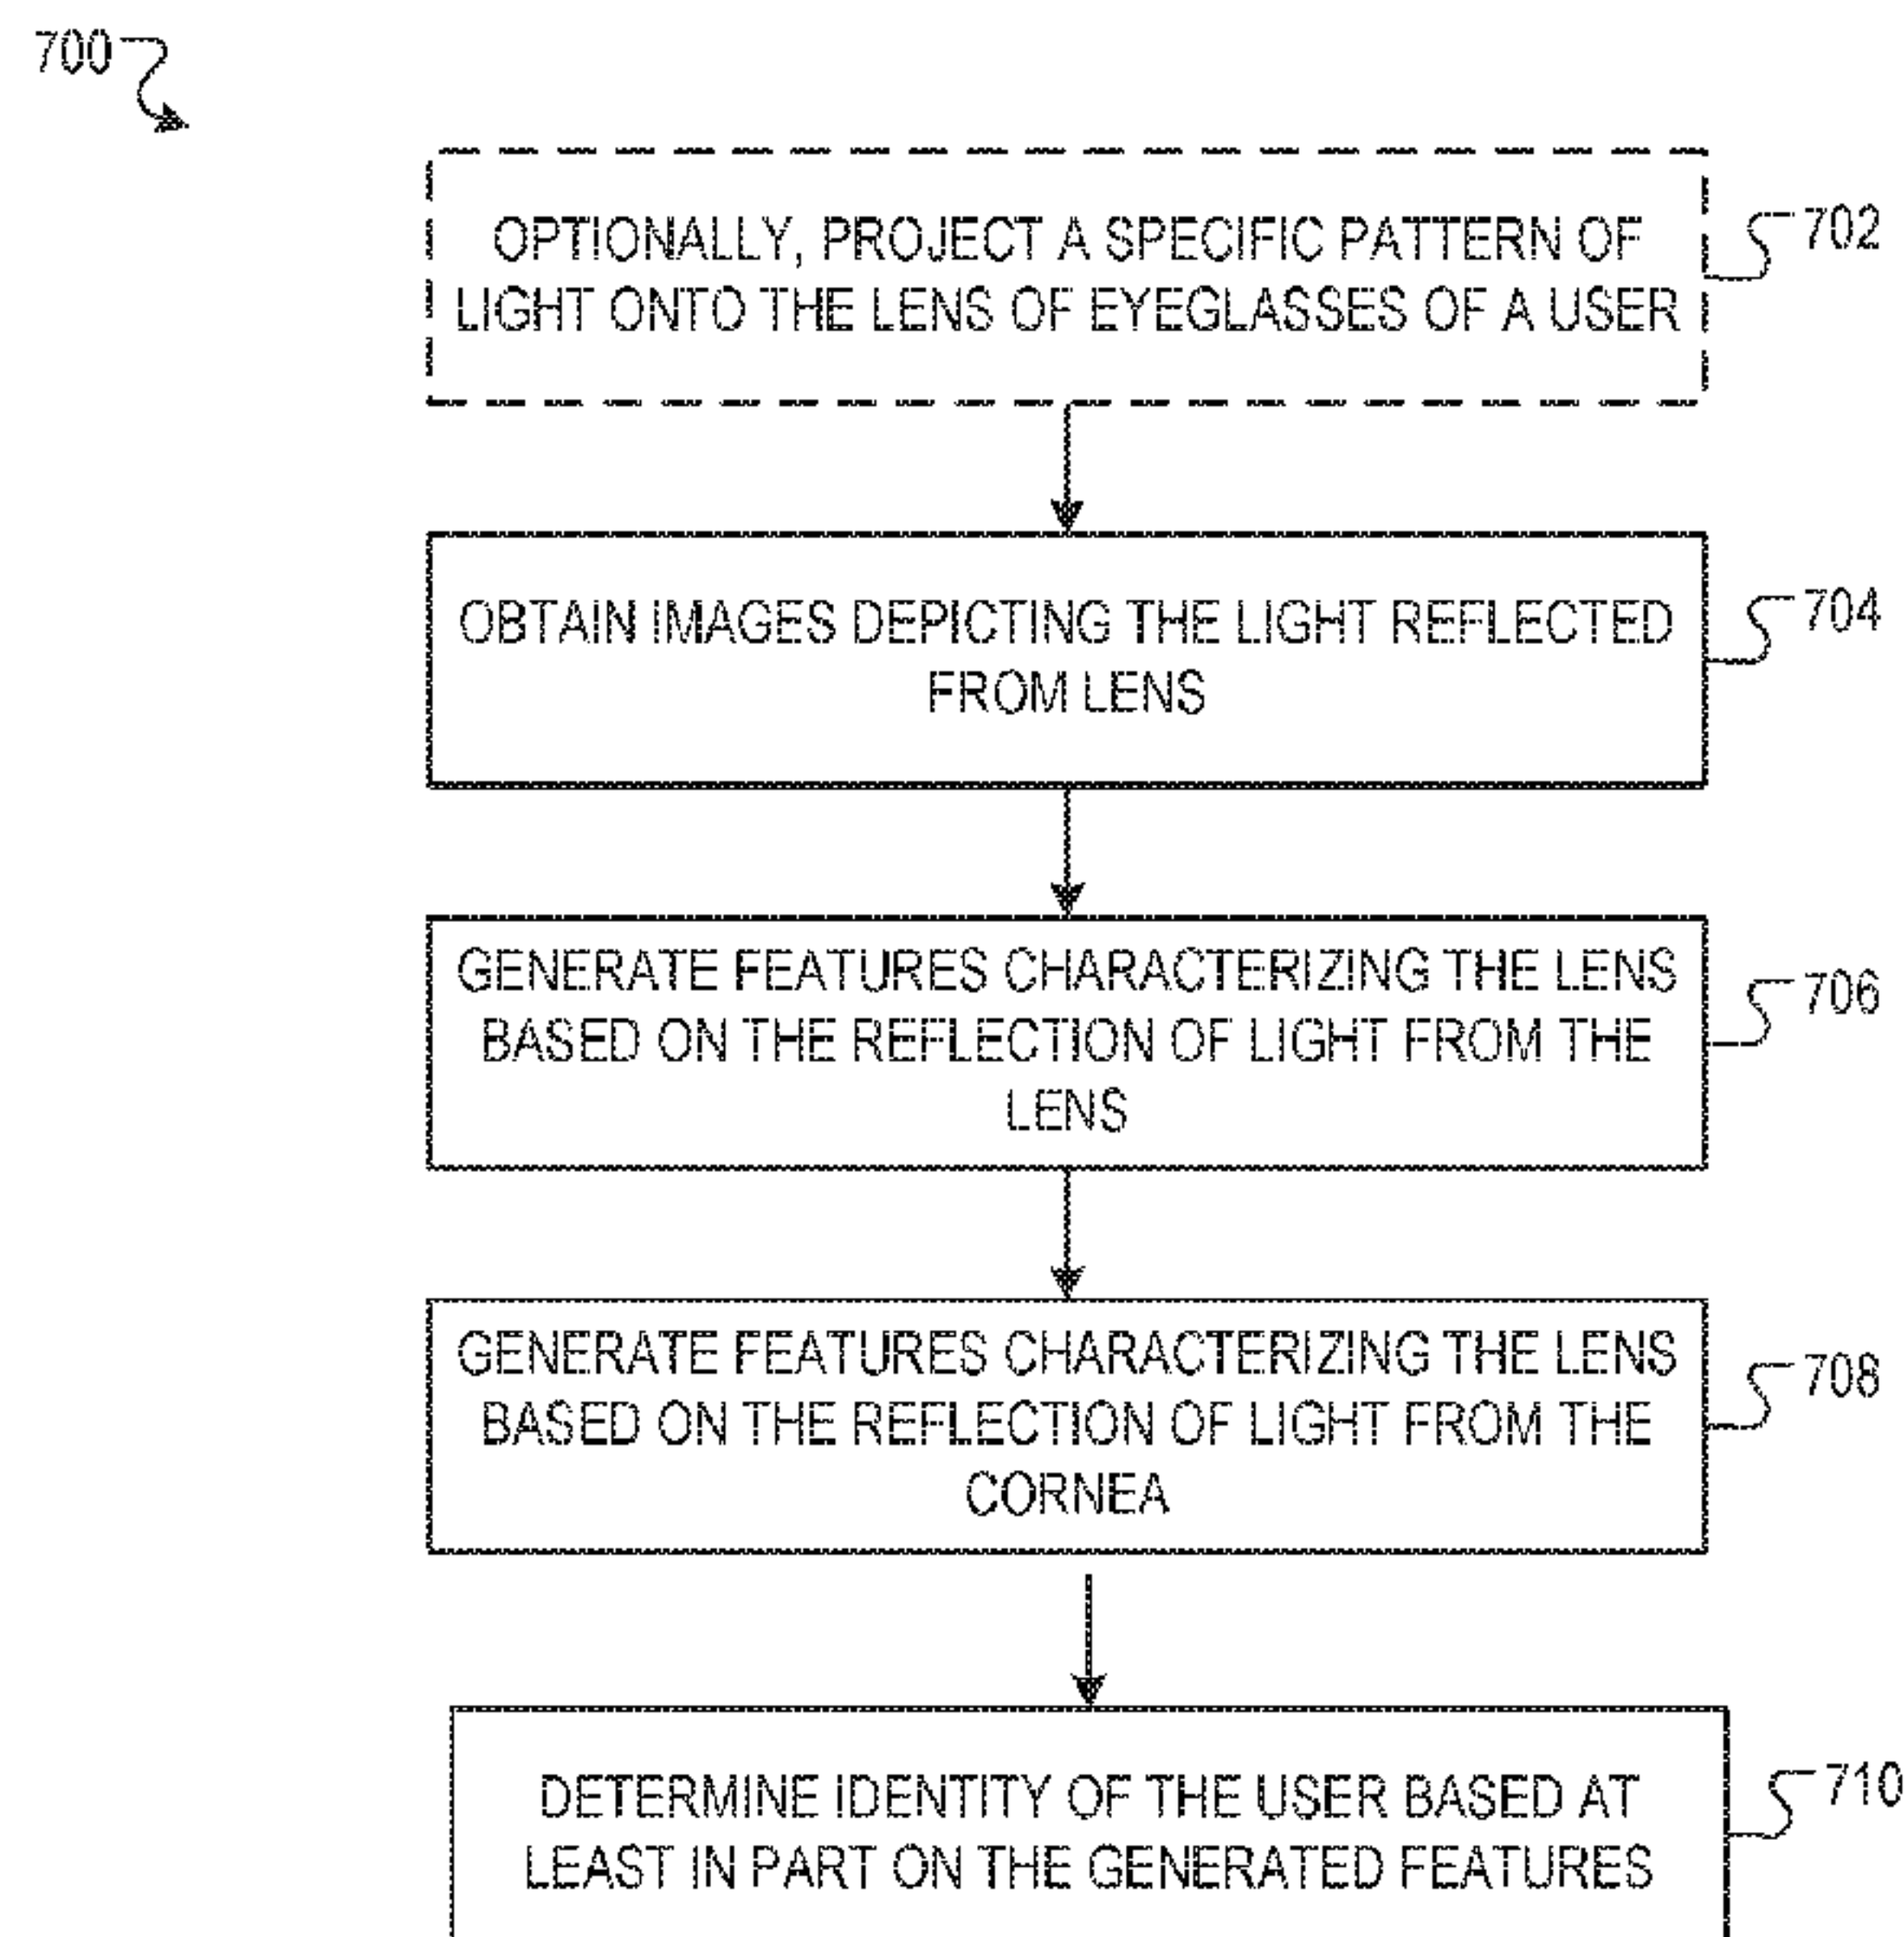 700
OPTIONALLY, PROJECT A SPECIFIC PATTERN OF
LIGHT ONTO THE LENS OF EYEGLASSES OF A USER
702
OBTAIN IMAGES DEPICTING THE LIGHT REFLECTED
FROM LENS
704
GENERATE FEATURES CHARACTERIZING THE LENS
BASED ON THE REFLECTION OF LIGHT FROM THE
LENS
706
GENERATE FEATURES CHARACTERIZING THE LENS
BASED ON THE REFLECTION OF LIGHT FROM THE
CORNEA
708
DETERMINE IDENTITY OF THE USER BASED AT
LEAST IN PART ON THE GENERATED FEATURES
710